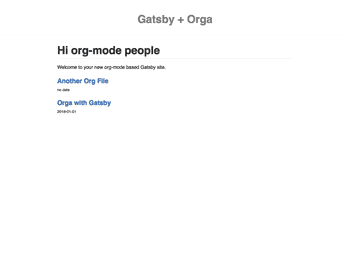 Gatsby + Orga
Hi org-mode people
Welcome to your new org-mode based Gatsby site.
Another Org File
no date
Orga with Gatsby
2018-01-01